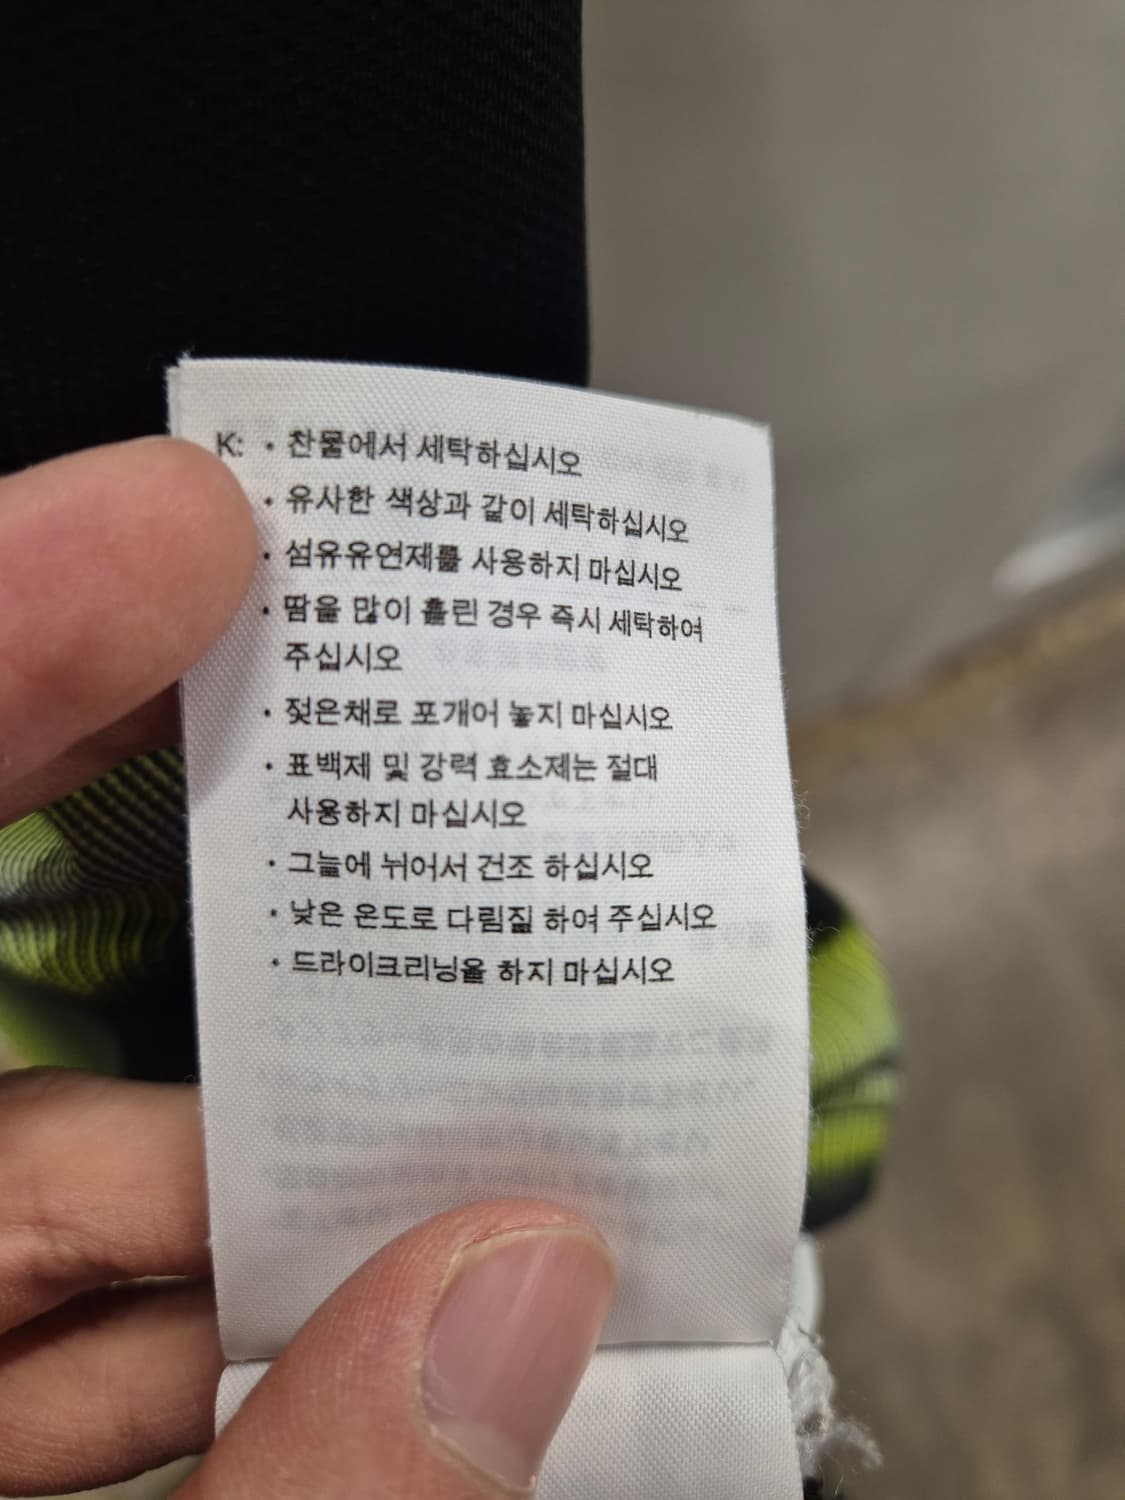 K: • 찬물에서 세탁하십시오
• 유사한 색상과 같이 세탁하십시오
• 섬유유연제를 사용하지 마십시오
• 땀을 많이 흘린 경우 즉시 세탁하여
주십시오
• 젖은채로 포개어 놓지 마십시오
• 표백제 및 강력 효소제는 절대
사용하지 마십시오
• 그늘에 뉘어서 건조 하십시오
• 낮은 온도로 다림질 하여 주십시오
• 드라이크리닝을 하지 마십시오